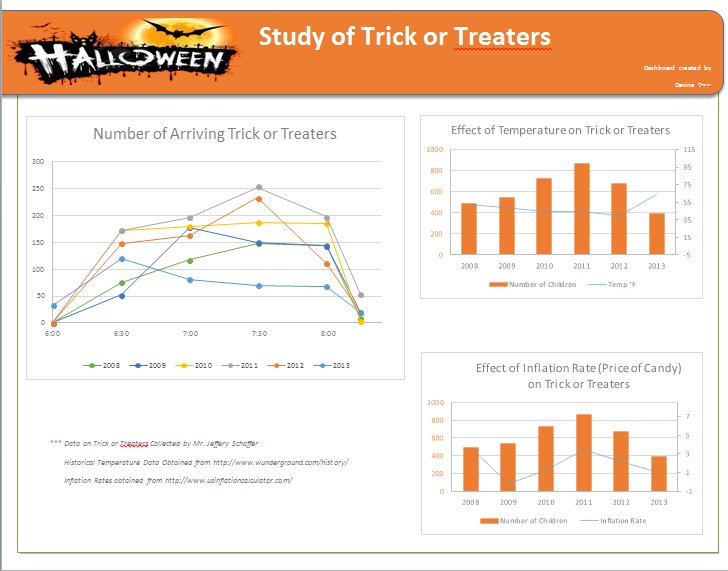 HALLOWEEN
Study of Trick or Treaters
Dashboard created by
Davina
Number of Arriving Trick or Treaters
300
250
200
150
100
50
0
6:00 6:30 7:00 7:30 8:00
2008 2009 2010 2011 2012 2013
Effect of Temperature on Trick or Treaters
1000 115
800 95
600 75
55
400 35
200 15
0 -5
2008 2009 2010 2011 2012 2013
Number of Children Temp °F
Effect of Inflation Rate (Price of Candy)
on Trick or Treaters
1000
800 7
600 5
400 3
200 1
0 -1
2008 2009 2010 2011 2012 2013
Number of Children Inflation Rate
*** Data on Trick or Treaters Collected by Mr. Jeffery Schaffer
Historical Temperature Data Obtained from http://www.wunderground.com/history/
Inflation Rates obtained from http://www.usinflationcalculator.com/